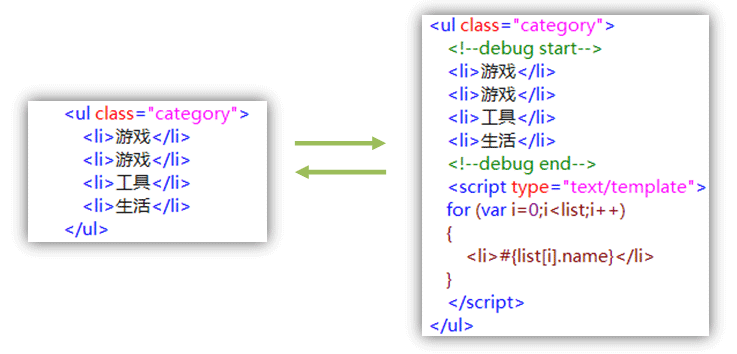 <ul class="category">
<li>游戏</li>
<li>游戏</li>
<li>工具</li>
<li>生活</li>
</ul>
<ul class="category">
<!--debug start-->
<li>游戏</li>
<li>游戏</li>
<li>工具</li>
<li>生活</li>
<!--debug end-->
<script type="text/template">
for (var i=0;i<list;i++)
{
<li>#{list[i].name}</li>
}
</script>
</ul>